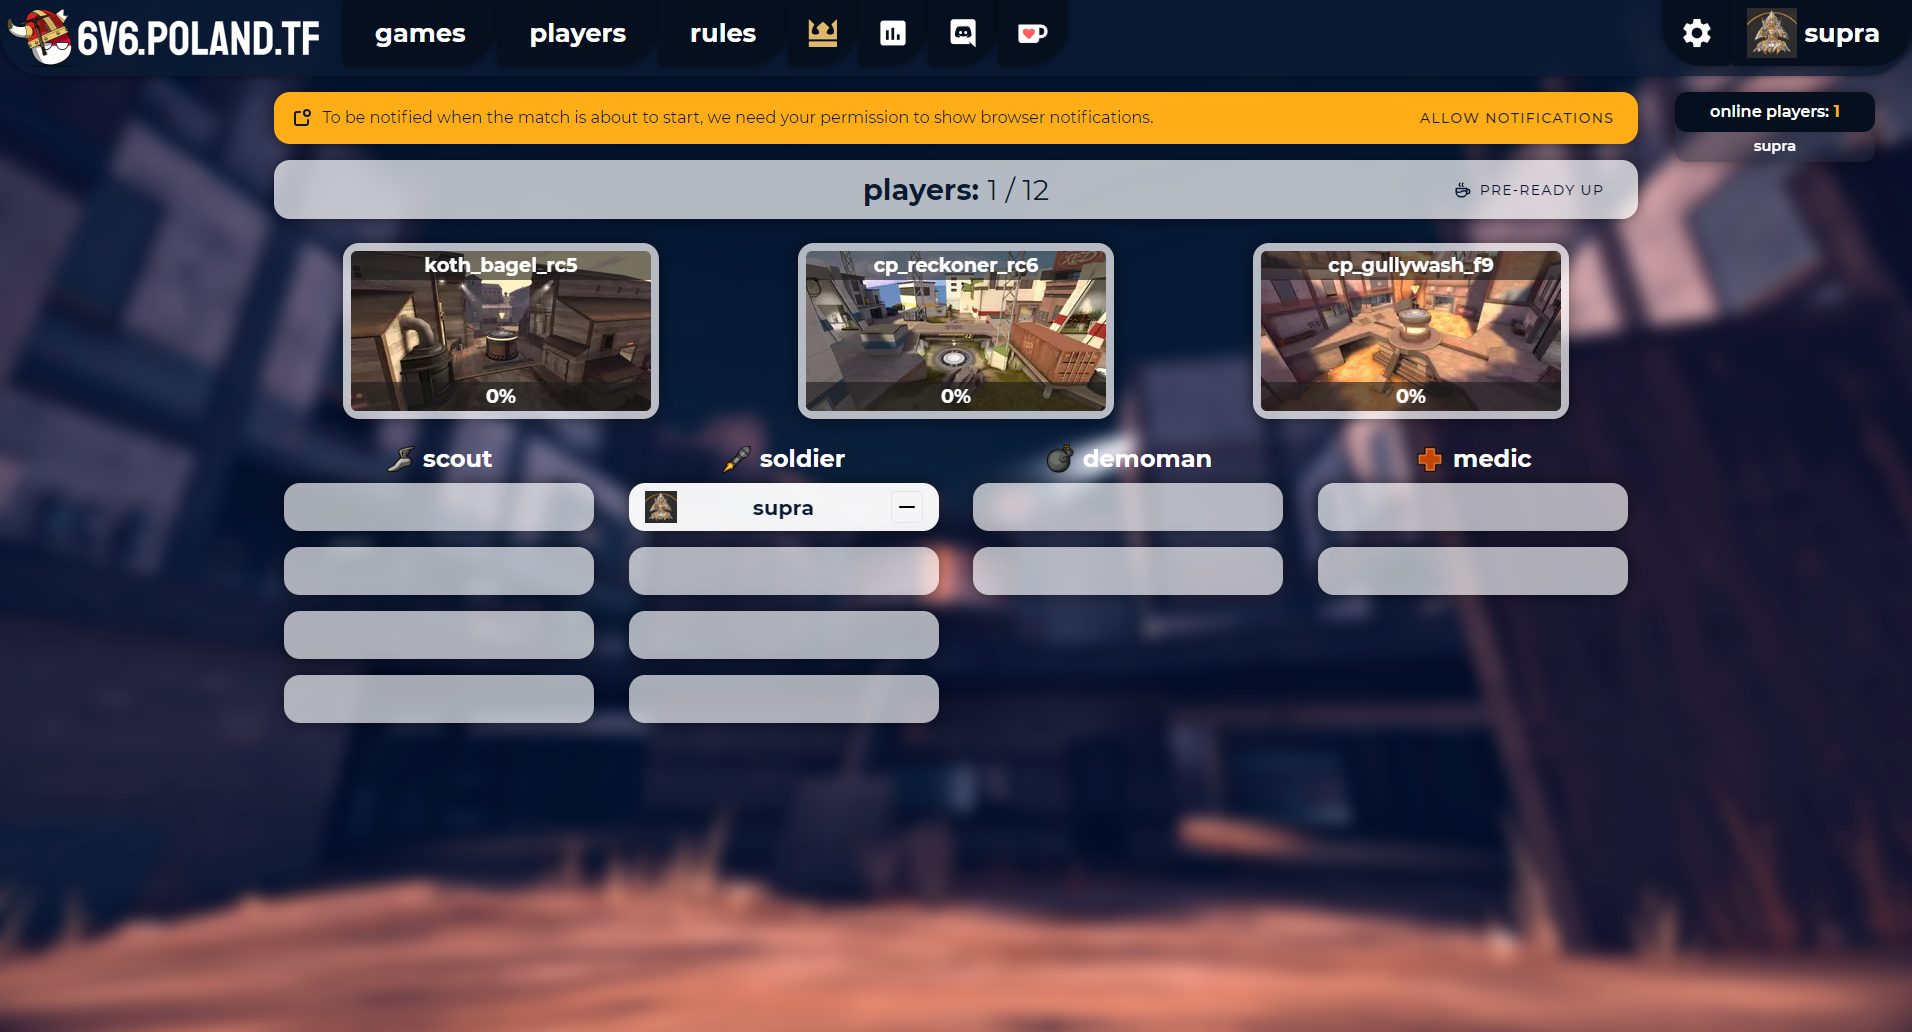 6V6.POLAND.TF
games
players
rules
supra
To be notified when the match is about to start, we need your permission to show browser notifications.
ALLOW NOTIFICATIONS
online players: 1
supra
players: 1 / 12
PRE-READY UP
koth_bagel_rc5
cp_reckoner_rc6
cp_gullywash_f9
0%
0%
0%
scout
soldier
demoman
medic
supra